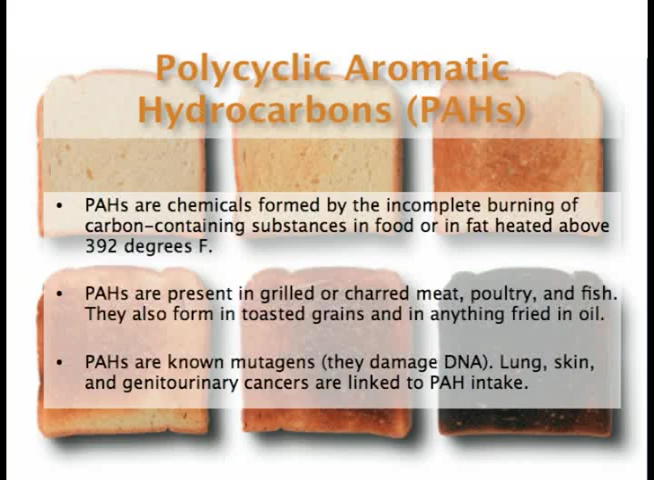 Polycyclic Aromatic
Hydrocarbons (PAHs)
• PAHs are chemicals formed by the incomplete burning of
carbon-containing substances in food or in fat heated above
392 degrees F.
• PAHs are present in grilled or charred meat, poultry, and fish.
They also form in toasted grains and in anything fried in oil.
• PAHs are known mutagens (they damage DNA). Lung, skin,
and genitourinary cancers are linked to PAH intake.